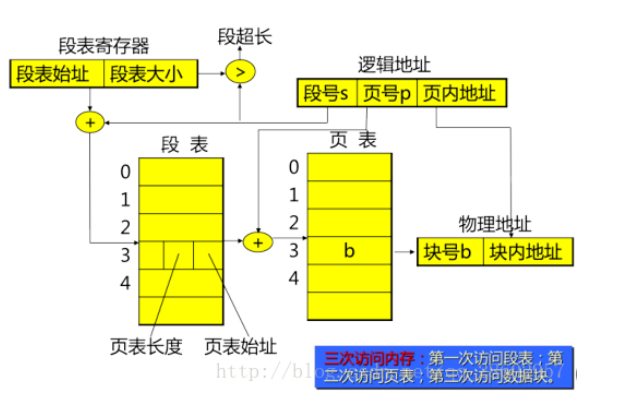 段表寄存器
段超长
段表始址 段表大小
>
逻辑地址
段号s 页号p 页内地址
+
段 表
页 表
0
1
2
3
4
0
1
2
3
4
b
+
物理地址
块号b 块内地址
页表长度 页表始址
三次访问内存：第一次访问段表；第
二次访问页表；第三次访问数据块。